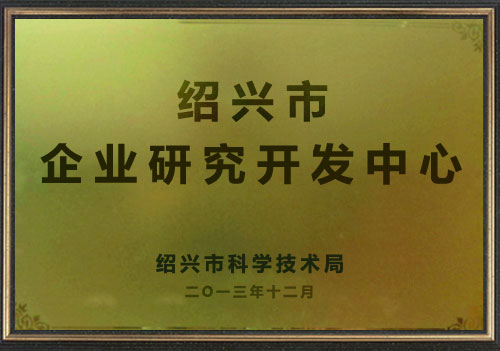 绍兴市
企业研究开发中心
绍兴市科学技术局
二〇一三年十二月